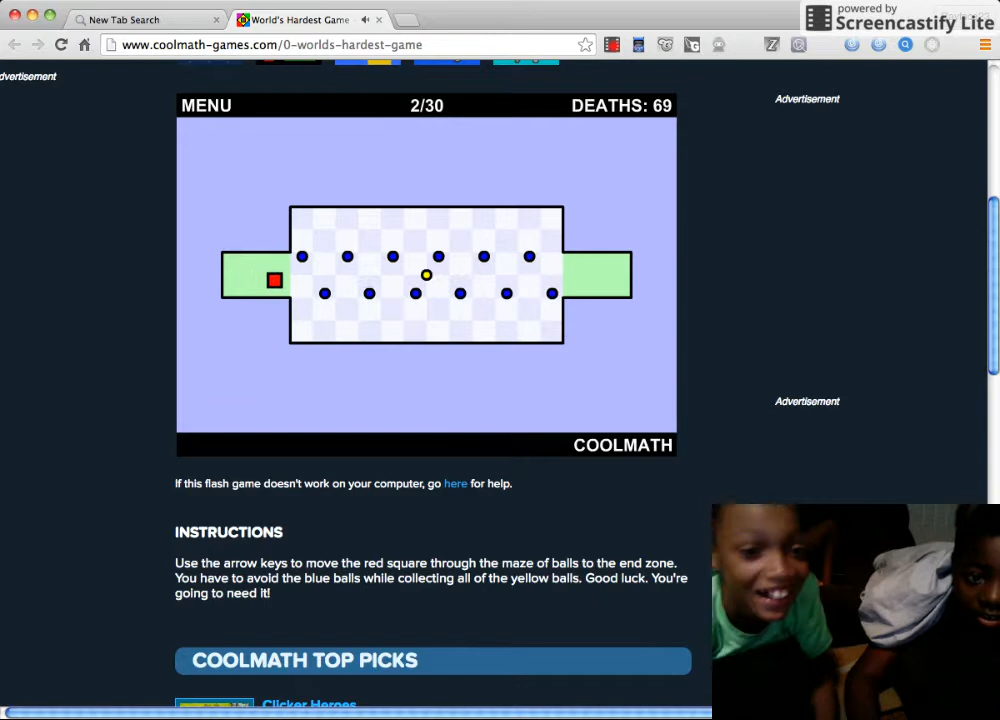 New Tab Search
World's Hardest Game
powered by
Screencastify Lite
www.coolmath-games.com/0-worlds-hardest-game
dvertisement
Advertisement
MENU 2/30 DEATHS: 69
COOLMATH
Advertisement
If this flash game doesn't work on your computer, go here for help.
INSTRUCTIONS
Use the arrow keys to move the red square through the maze of balls to the end zone.
You have to avoid the blue balls while collecting all of the yellow balls. Good luck. You're
going to need it!
COOLMATH TOP PICKS
Clicker Heroes